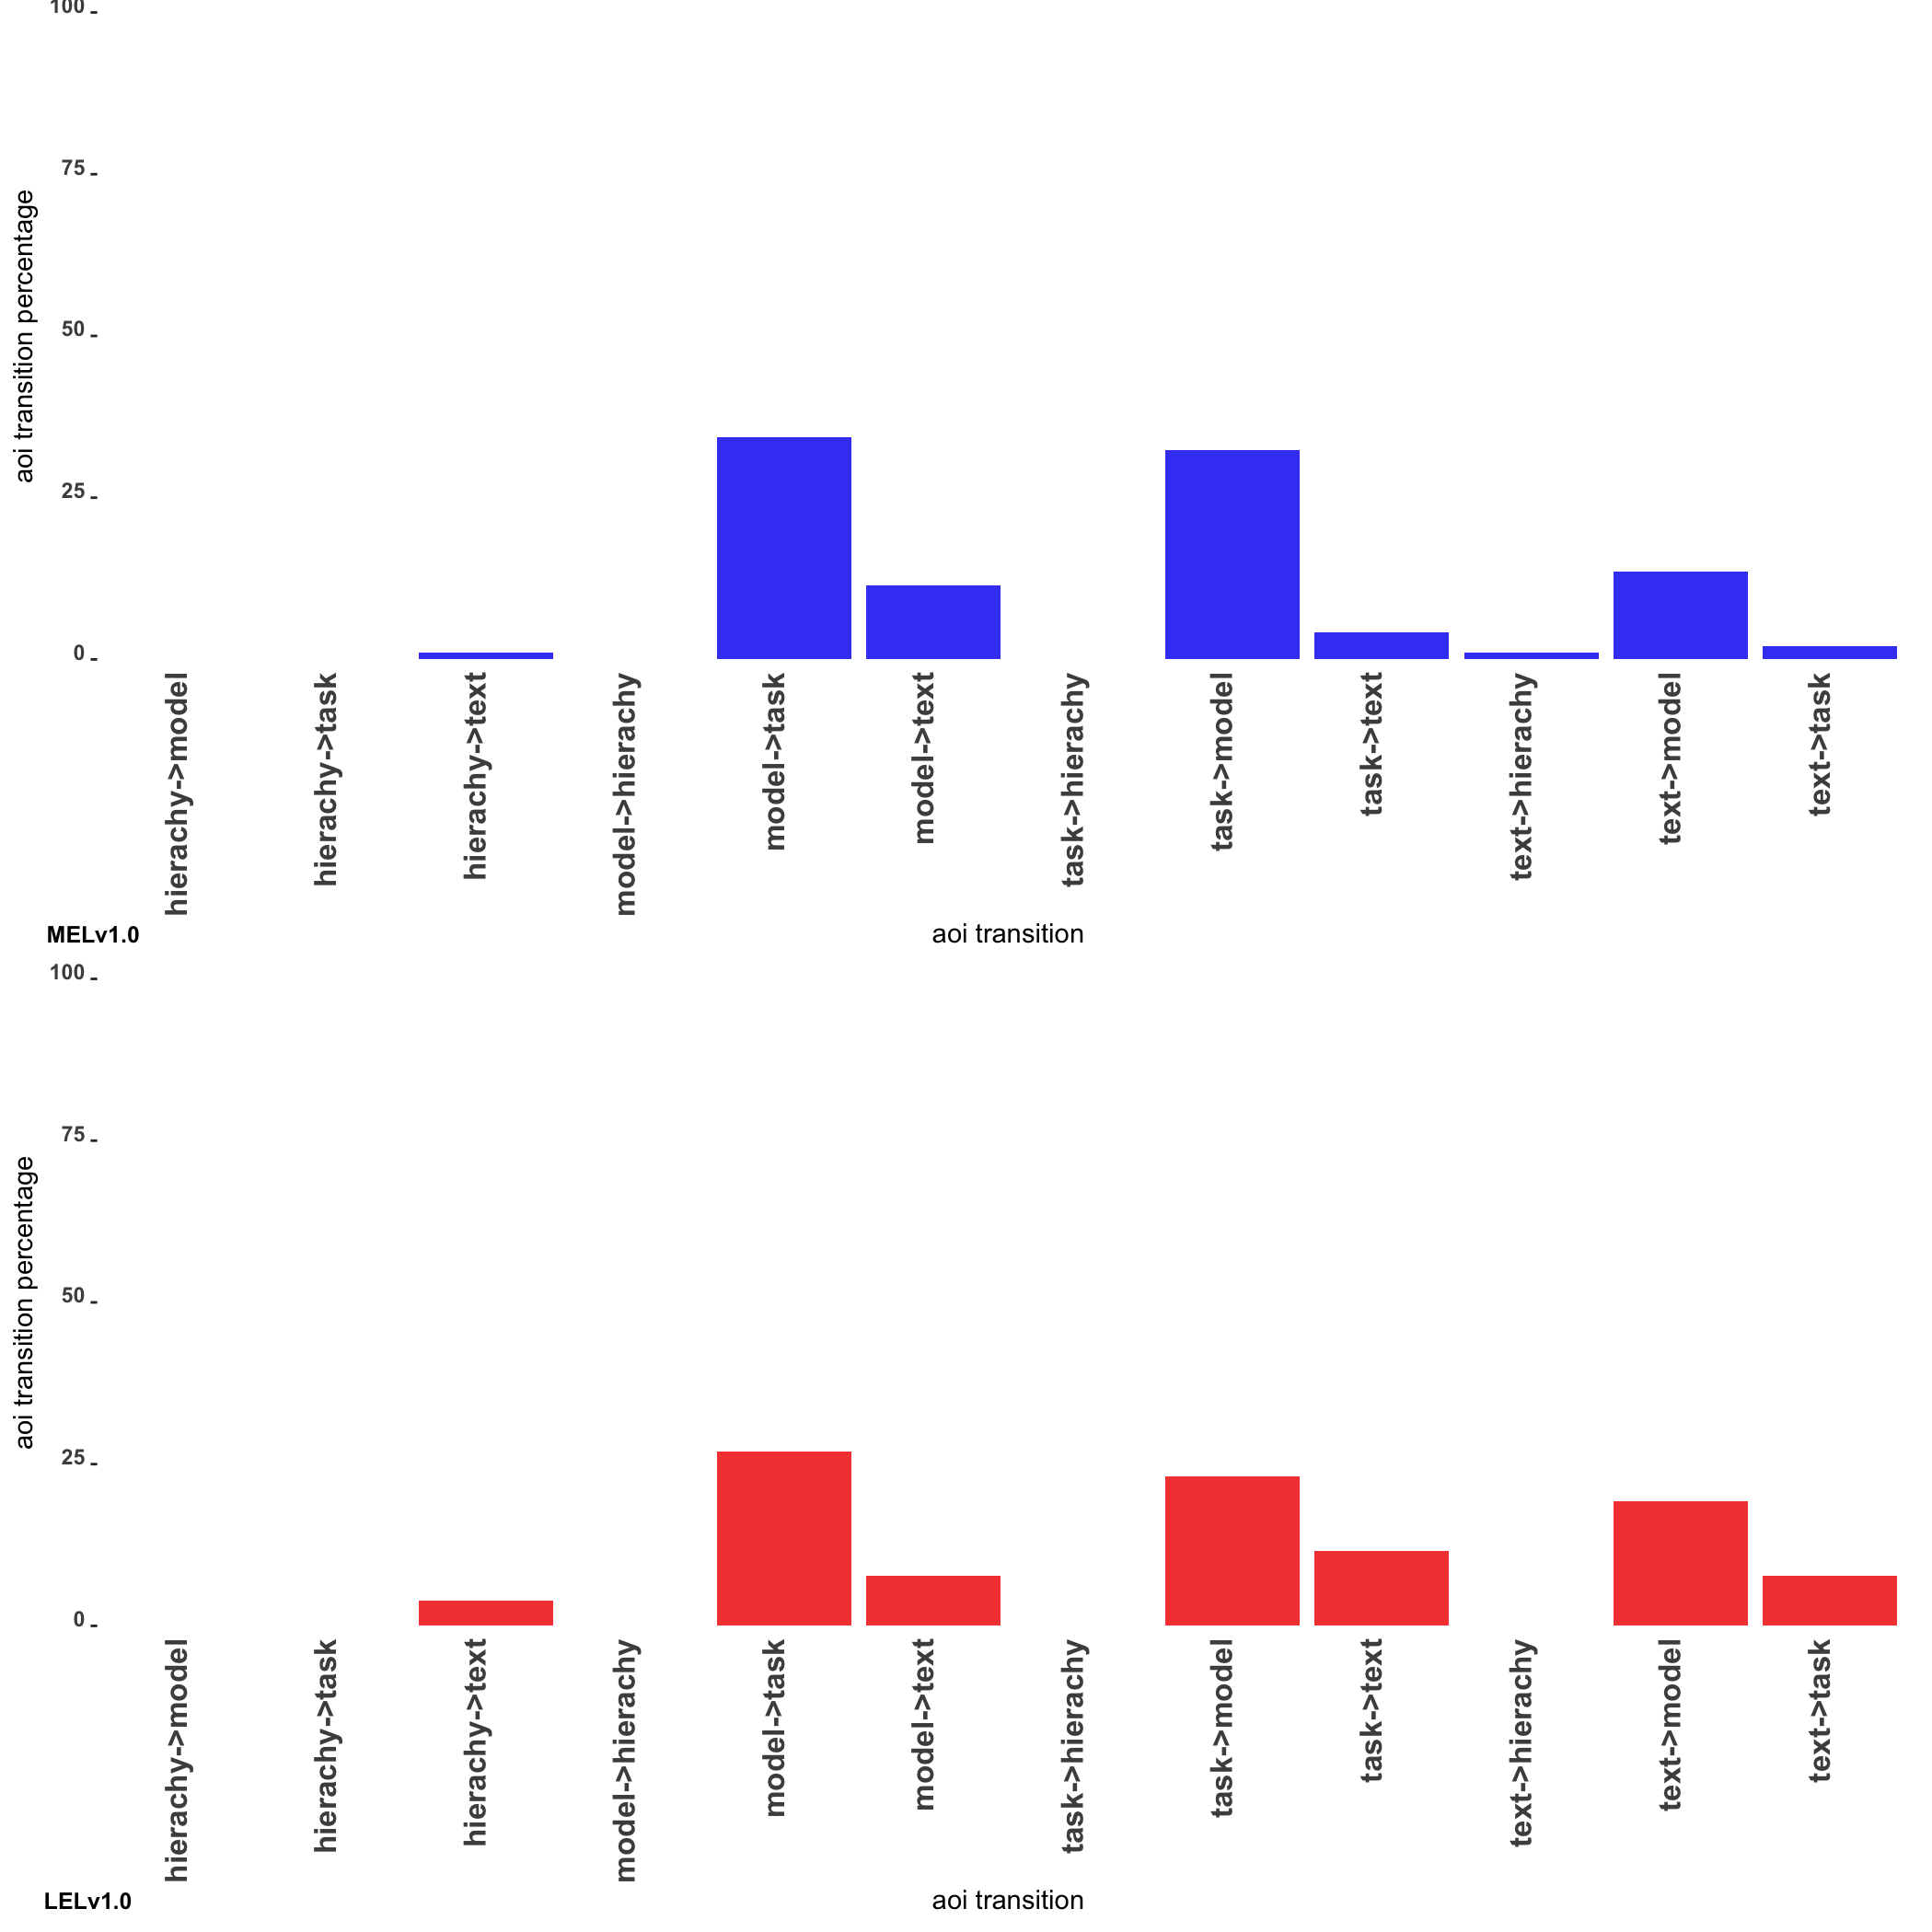 100
75
50
25
0
aoi transition percentage
hierachy->model
hierachy->task
hierachy->text
model->hierachy
model->task
model->text
task->hierachy
task->model
task->text
text->hierachy
text->model
text->task
MELv1.0
aoi transition
100
75
50
25
0
aoi transition percentage
hierachy->model
hierachy->task
hierachy->text
model->hierachy
model->task
model->text
task->hierachy
task->model
task->text
text->hierachy
text->model
text->task
LELv1.0
aoi transition